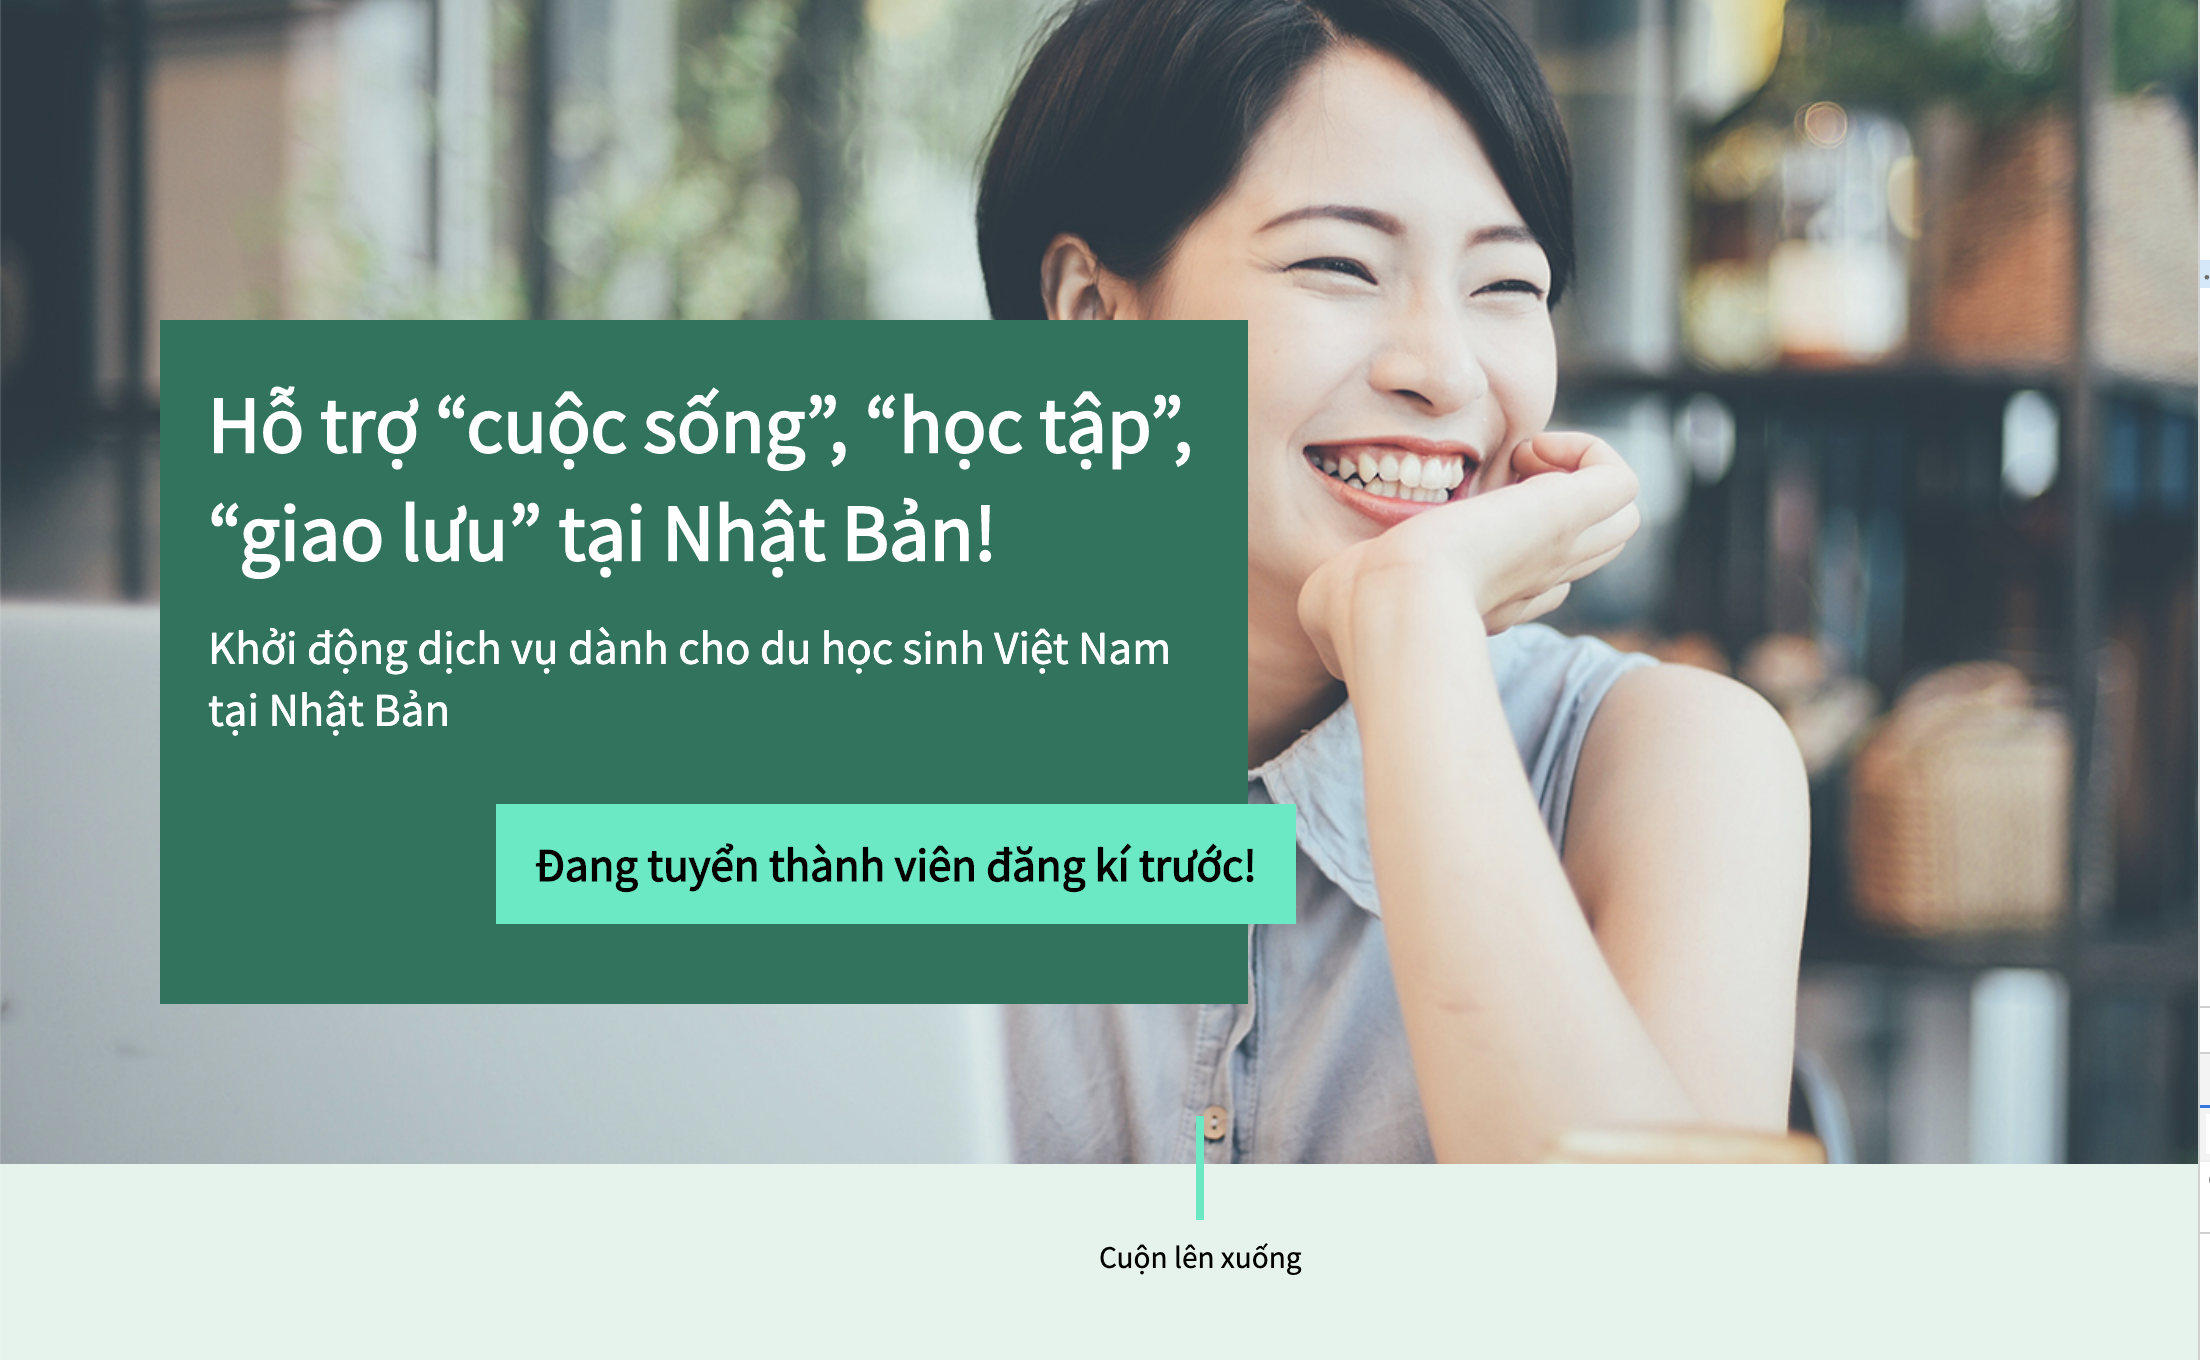 Hỗ trợ “cuộc sống”, “học tập”,
“giao lưu” tại Nhật Bản!
Khởi động dịch vụ dành cho du học sinh Việt Nam
tại Nhật Bản
Đang tuyển thành viên đăng kí trước!
Cuộn lên xuống